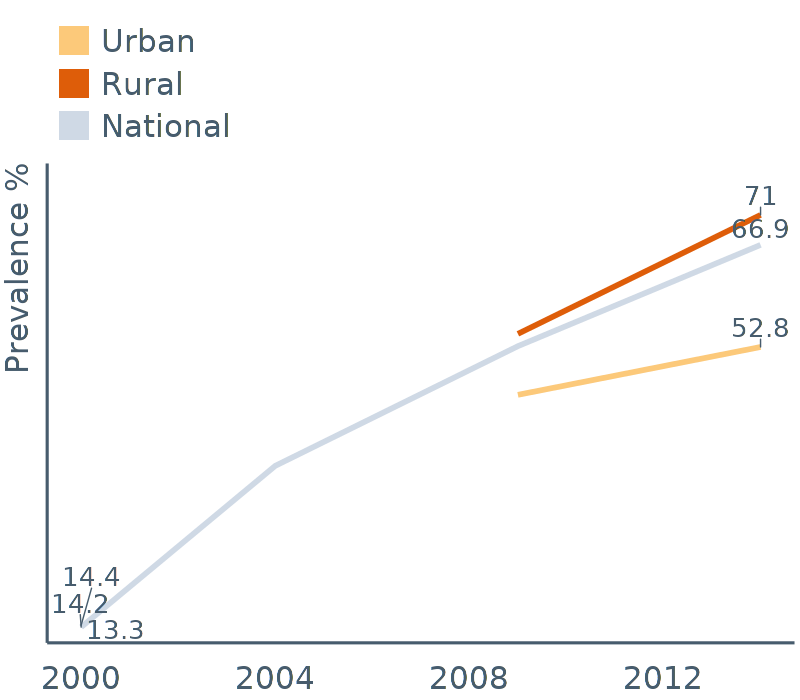 Urban
Rural
National
Prevalence %
71
66.9
52.8
14.4
14.2
13.3
2000 2004 2008 2012